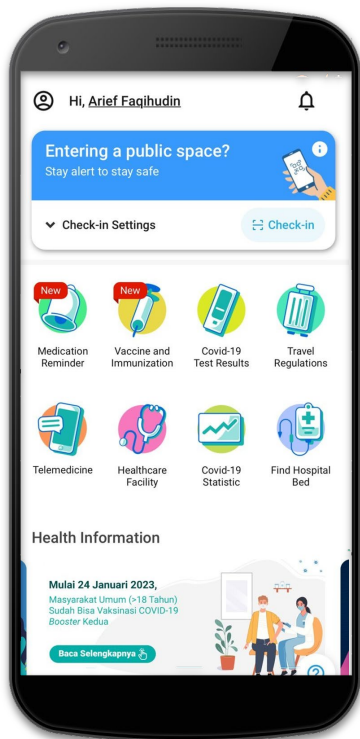 Hi, Arief Faqihudin
Entering a public space?
Stay alert to stay safe
Check-in Settings
Check-in
New
New
Medication
Reminder
Vaccine and
Immunization
Covid-19
Test Results
Travel
Regulations
Telemedicine
Healthcare
Facility
Covid-19
Statistic
Find Hospital
Bed
Health Information
Mulai 24 Januari 2023,
Masyarakat Umum (>18 Tahun)
Sudah Bisa Vaksinasi COVID-19
Booster Kedua
Baca Selengkapnya